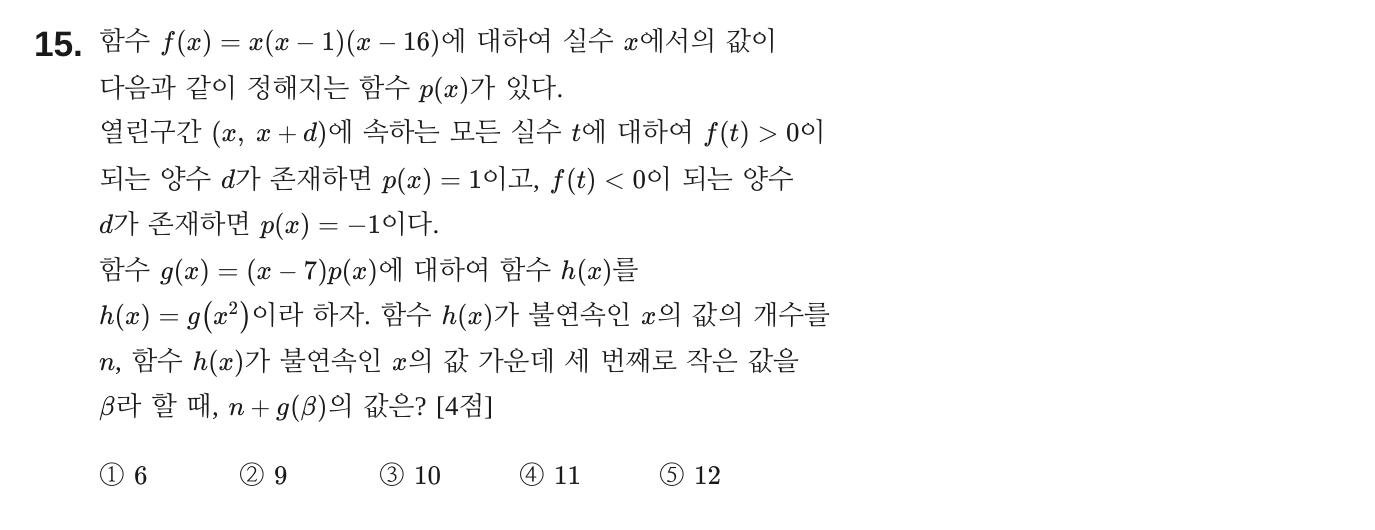 15. 함수 f(x) = x(x − 1)(x − 16)에 대하여 실수 x에서의 값이
다음과 같이 정해지는 함수 p(x)가 있다.
열린구간 (x, x + d)에 속하는 모든 실수 t에 대하여 f(t) > 0이
되는 양수 d가 존재하면 p(x) = 1이고, f(t) < 0이 되는 양수
d가 존재하면 p(x) = −1이다.
함수 g(x) = (x − 7)p(x)에 대하여 함수 h(x)를
h(x) = g(x²)이라 하자. 함수 h(x)가 불연속인 x의 값의 개수를
n, 함수 h(x)가 불연속인 x의 값 가운데 세 번째로 작은 값을
β라 할 때, n + g(β)의 값은? [4점]
① 6 ② 9 ③ 10 ④ 11 ⑤ 12